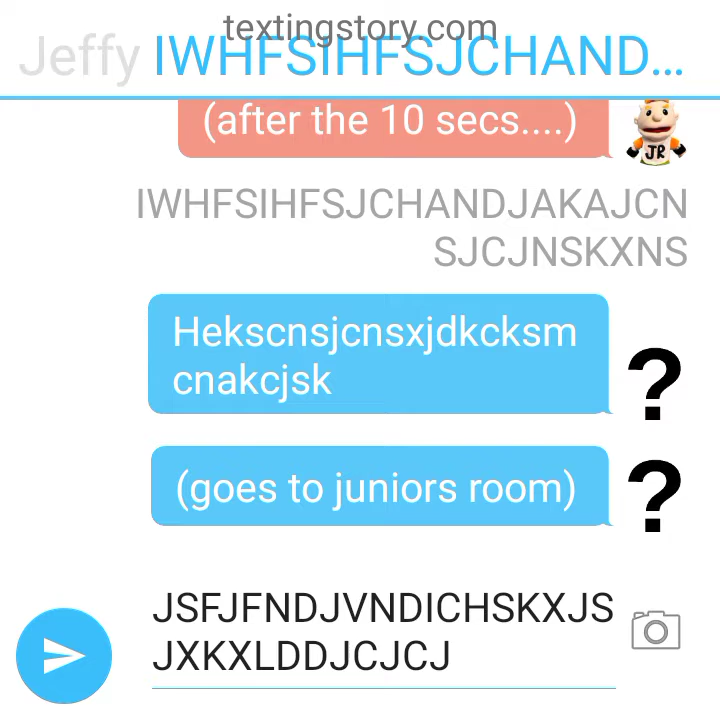 textingstory.com
Jeffy IWHFSIHFSJCHAND...
(after the 10 secs....)
JR
IWHFSIHFSJCHANDJAKAJCN
SJCJNSKXNS
Hekscnsjcnsxjdkcksm
cnakcjsk
?
(goes to juniors room)
?
JSFJFNDJVNDICHSKXJS
JXKXLDDJCJCJ